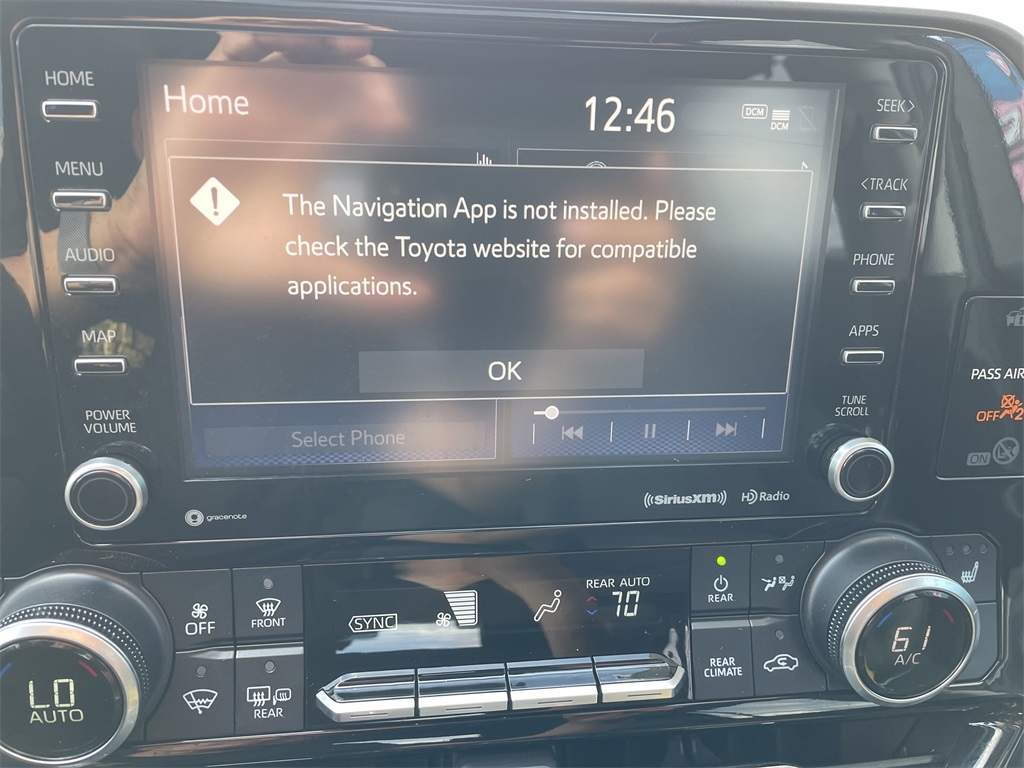 HOME
MENU
AUDIO
MAP
POWER
VOLUME
Home
12:46
DCM
DCM
The Navigation App is not installed. Please
check the Toyota website for compatible
applications.
OK
Select Phone
gracenote
SiriusXM
HD Radio
SEEK>
<TRACK
PHONE
APPS
TUNE
SCROLL
PASS AIR
OFF
ON
LO
AUTO
OFF
FRONT
REAR
SYNC
REAR AUTO
70
REAR
REAR
CLIMATE
61
A/C